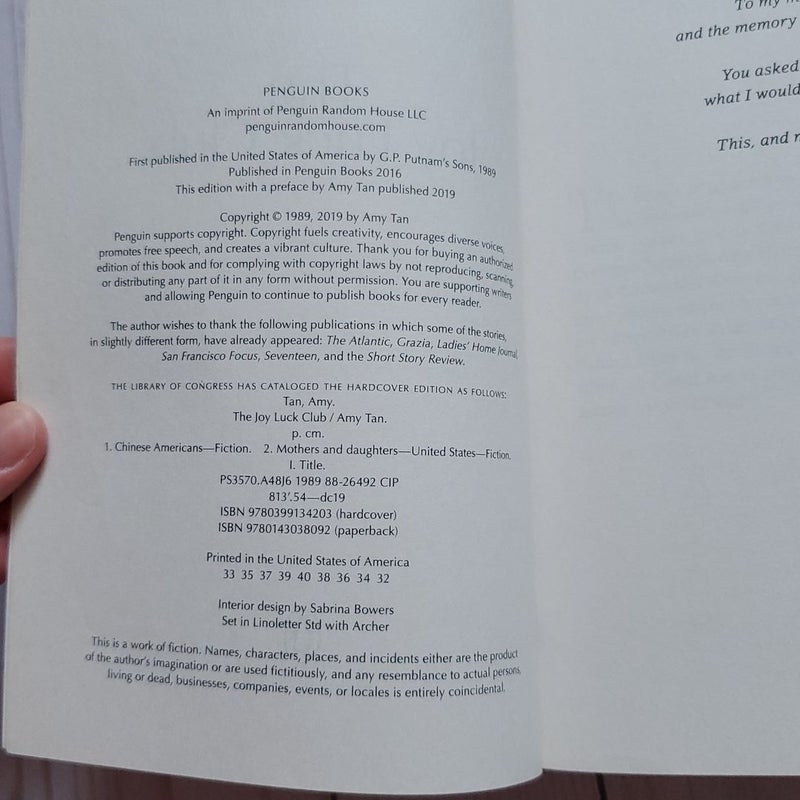 PENGUIN BOOKS
An imprint of Penguin Random House LLC
penguinrandomhouse.com
First published in the United States of America by G.P. Putnam's Sons, 1989
Published in Penguin Books 2016
This edition with a preface by Amy Tan published 2019
Copyright © 1989, 2019 by Amy Tan
Penguin supports copyright. Copyright fuels creativity, encourages diverse voices,
promotes free speech, and creates a vibrant culture. Thank you for buying an authorized
edition of this book and for complying with copyright laws by not reproducing, scanning,
or distributing any part of it in any form without permission. You are supporting writers
and allowing Penguin to continue to publish books for every reader.
The author wishes to thank the following publications in which some of the stories,
in slightly different form, have already appeared: The Atlantic, Grazia, Ladies' Home Journal,
San Francisco Focus, Seventeen, and the Short Story Review.
THE LIBRARY OF CONGRESS HAS CATALOGED THE HARDCOVER EDITION AS FOLLOWS:
Tan, Amy.
The Joy Luck Club / Amy Tan.
p. cm.
1. Chinese Americans—Fiction. 2. Mothers and daughters—United States—Fiction.
I. Title.
PS3570.A48J6 1989 88-26492 CIP
813'.54—dc19
ISBN 9780399134203 (hardcover)
ISBN 9780143038092 (paperback)
Printed in the United States of America
33 35 37 39 40 38 36 34 32
Interior design by Sabrina Bowers
Set in Linoletter Std with Archer
This is a work of fiction. Names, characters, places, and incidents either are the product
of the author's imagination or are used fictitiously, and any resemblance to actual persons,
living or dead, businesses, companies, events, or locales is entirely coincidental.
To my
and the memory
You asked
what I would
This, and